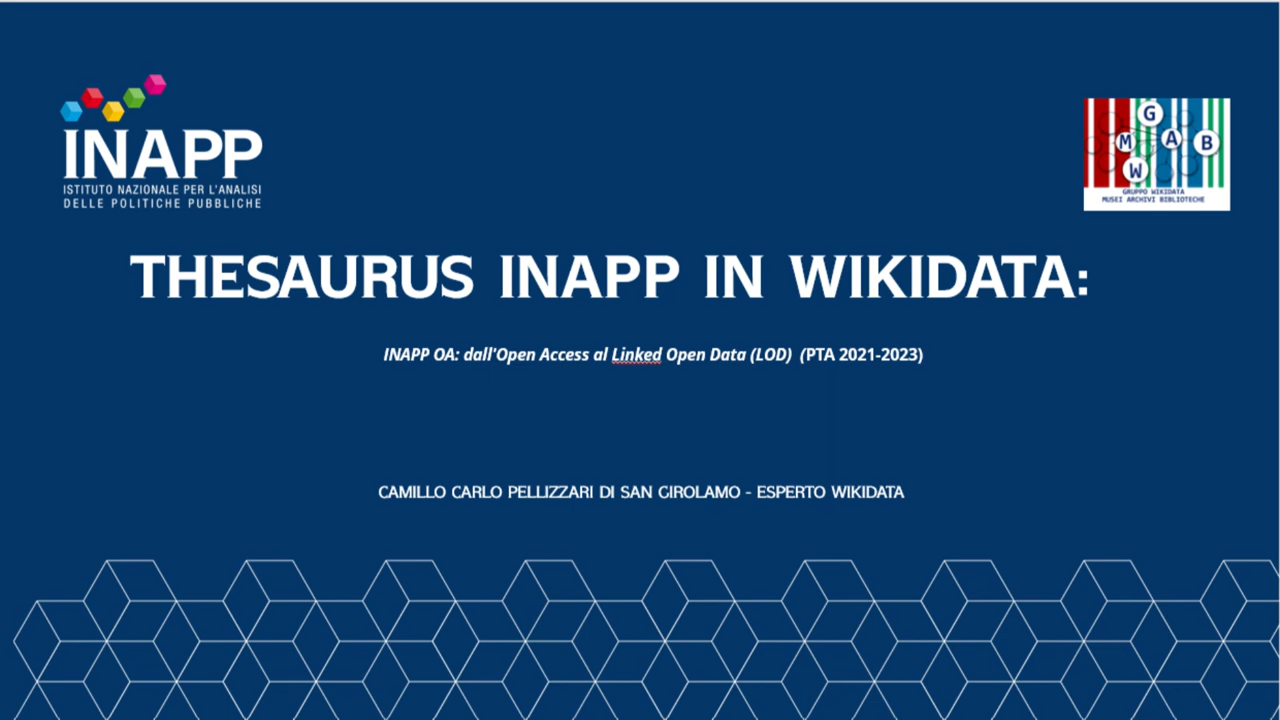 INAPP
ISTITUTO NAZIONALE PER L'ANALISI
DELLE POLITICHE PUBBLICHE
G
M A B
W
GRUPPO WIKIDATA
MUSEI ARCHIVI BIBLIOTECHE
THESAURUS INAPP IN WIKIDATA:
INAPP OA: dall'Open Access al Linked Open Data (LOD) (PTA 2021-2023)
CAMILLO CARLO PELLIZZARI DI SAN GIROLAMO - ESPERTO WIKIDATA